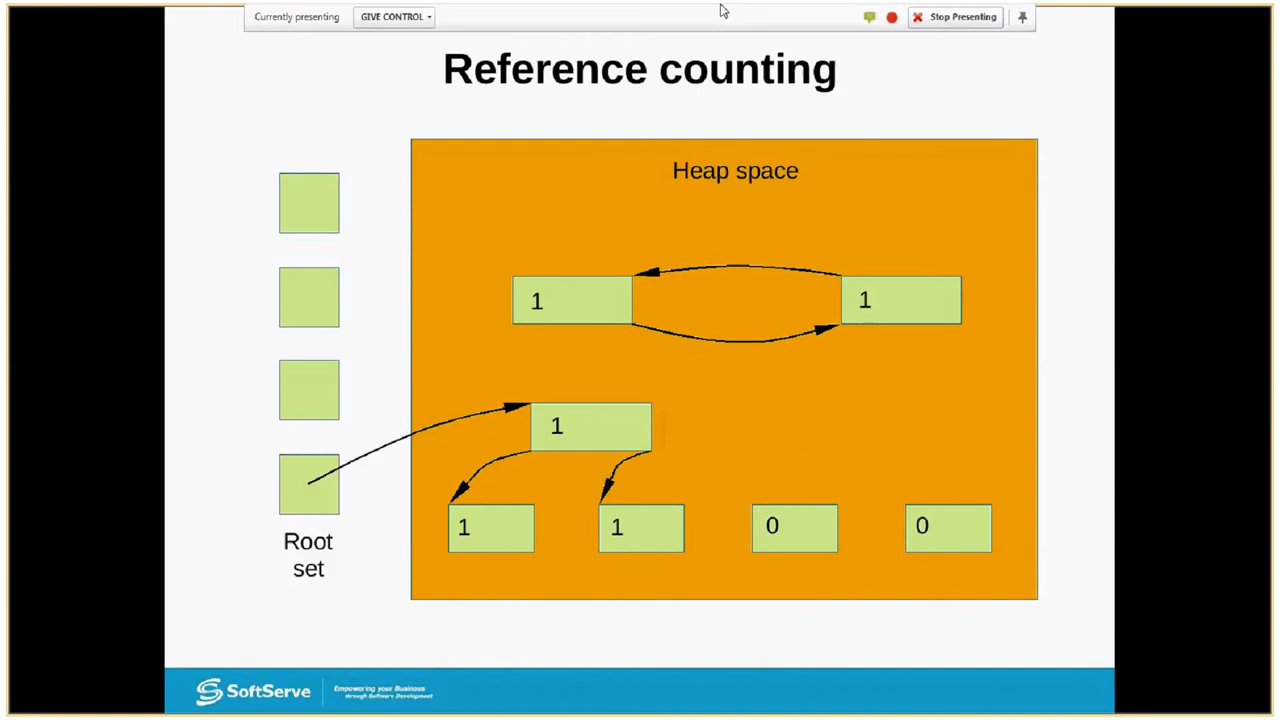 Currently presenting
GIVE CONTROL
Stop Presenting
Reference counting
Heap space
1
1
1
1
1
0
0
Root
set
SoftServe
Empowering your Business
through Software Development